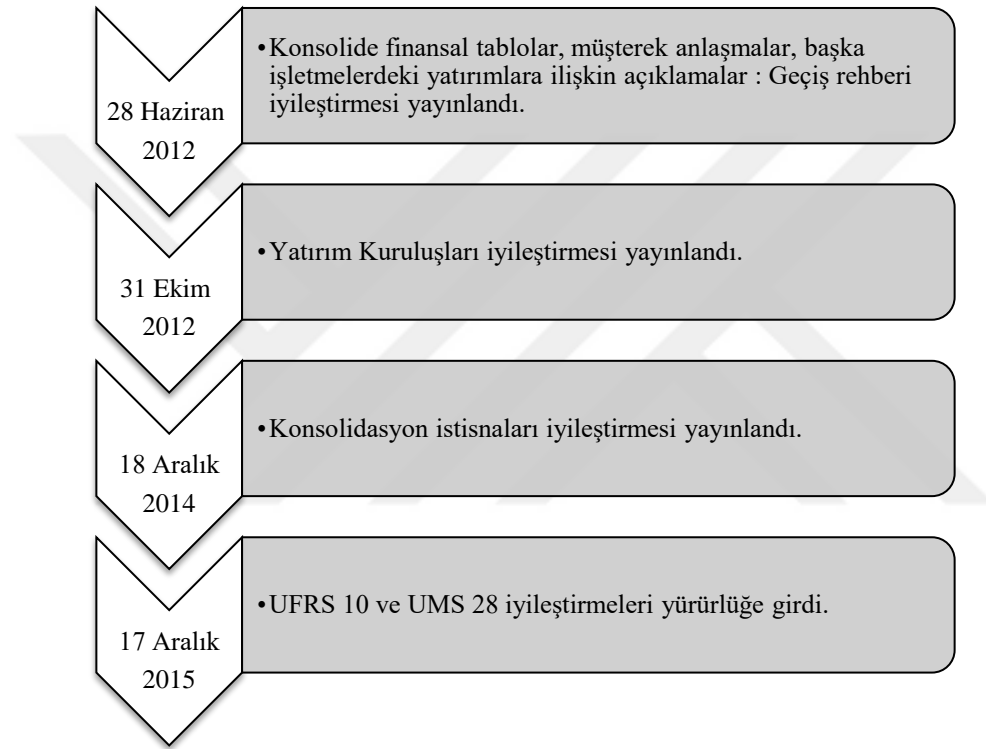 •Konsolide finansal tablolar, müşterek anlaşmalar, başka
işletmelerdeki yatırımlara ilişkin açıklamalar : Geçiş rehberi
iyileştirmesi yayınlandı.
28 Haziran
2012
•Yatırım Kuruluşları iyileştirmesi yayınlandı.
31 Ekim
2012
•Konsolidasyon istisnaları iyileştirmesi yayınlandı.
18 Aralık
2014
•UFRS 10 ve UMS 28 iyileştirmeleri yürürlüğe girdi.
17 Aralık
2015